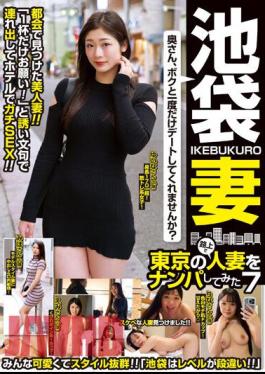 都会で見つけた美人妻!!
「1杯だけお願い!」と誘い文句で
連れ出してホテルでガチSEX!!
奥さん、ボクと一度だけデートしてくれませんか?
池袋
IKEBUKURO
妻
東京の人妻を
路上で
ナンパしてみた7
スケベな人妻見つけました!!
みんな可愛くてスタイル抜群!!「池袋はレベルが段違い!!」